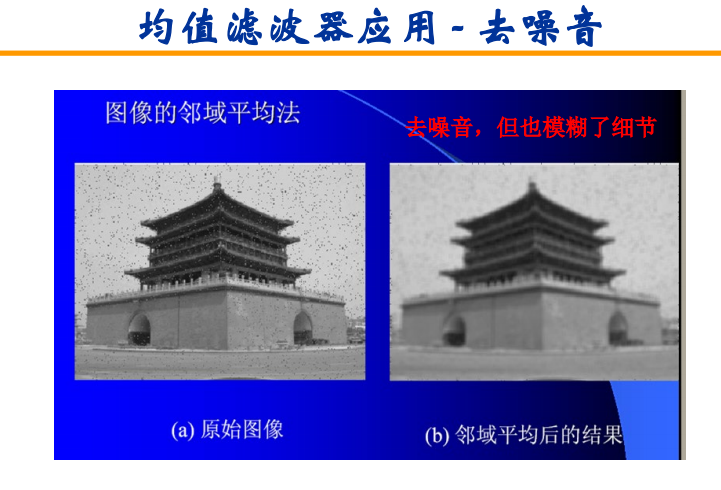 均值滤波器应用-去噪音
图像的邻域平均法
去噪音，但也模糊了细节
(a) 原始图像
(b) 邻域平均后的结果